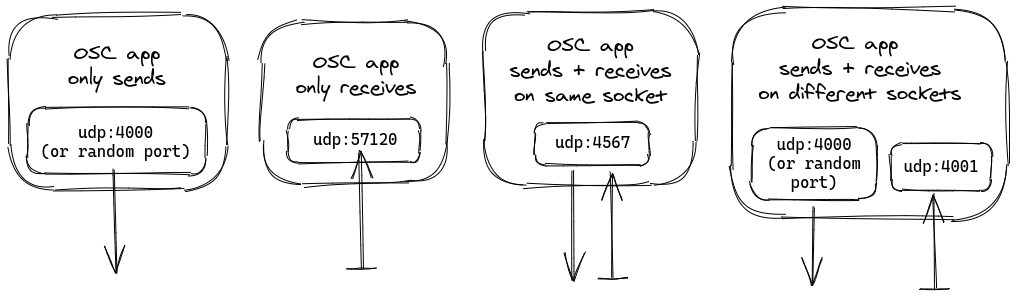 OSC app
only sends
udp:4000
(or random port)
OSC app
only receives
udp:57120
OSC app
sends + receives
on same socket
udp:4567
OSC app
sends + receives
on different sockets
udp:4000
(or random
port)
udp:4001